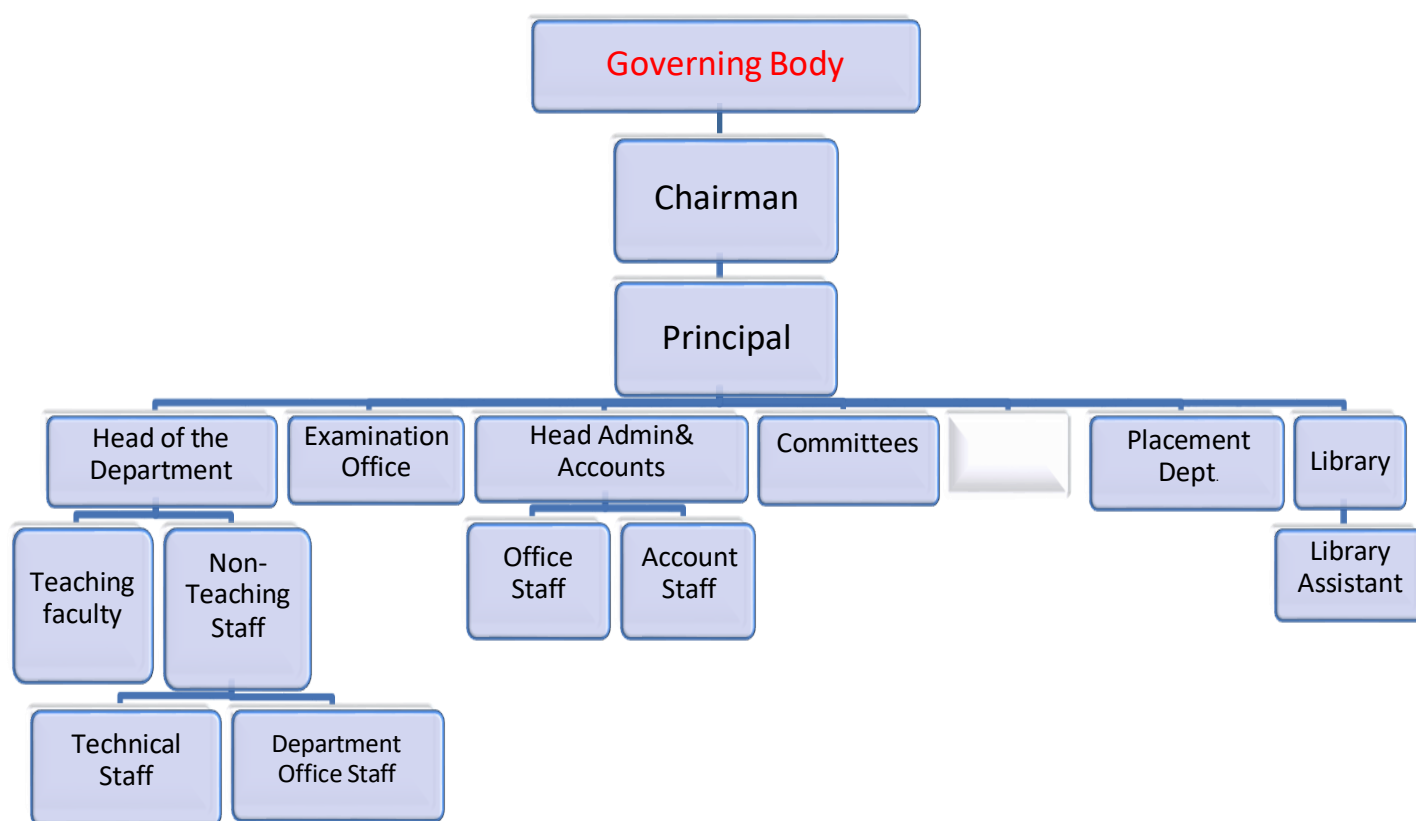 Governing Body
Chairman
Principal
Head of the
Department
Examination
Office
Head Admin&
Accounts
Committees
Placement
Dept.
Library
Teaching
faculty
Non-
Teaching
Staff
Office
Staff
Account
Staff
Library
Assistant
Technical
Staff
Department
Office Staff